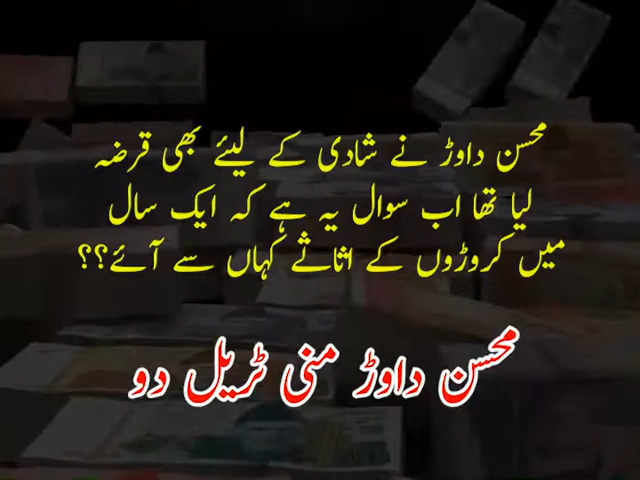 محسن داوڑ نے شادی کے لیئے بھی قرضہ
لیا تھا اب سوال یہ ہے کہ ایک سال
میں کروڑوں کے اثاثے کہاں سے آئے؟؟
محسن داوڑ منی ٹریل دو